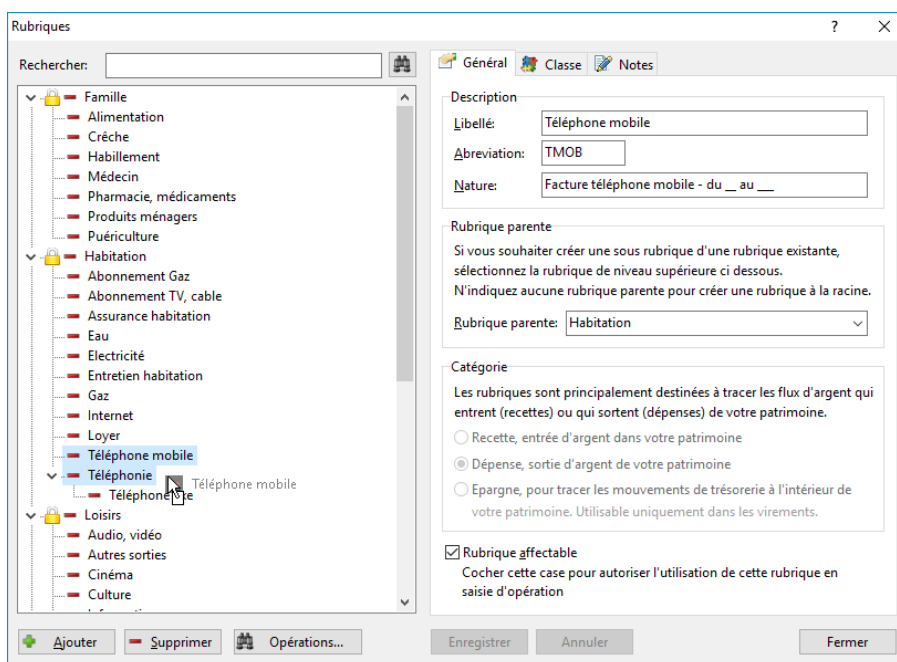 Rubriques
?
Rechercher:
Famille
Alimentation
Crêche
Habillement
Médecin
Pharmacie, médicaments
Produits ménagers
Puériculture
Habitation
Abonnement Gaz
Abonnement TV, cable
Assurance habitation
Eau
Electricité
Entretien habitation
Gaz
Internet
Loyer
Téléphone mobile
Téléphonie
Téléphone mobile
Téléphone
Loisirs
Audio, vidéo
Autres sorties
Cinéma
Culture
Ajouter
Supprimer
Opérations...
Général Classe Notes
Description
Libellé: Téléphone mobile
Abreviation: TMOB
Nature: Facture téléphone mobile - du __ au ___
Rubrique parente
Si vous souhaiter créer une sous rubrique d'une rubrique existante,
sélectionnez la rubrique de niveau supérieure ci dessous.
N'indiquez aucune rubrique parente pour créer une rubrique à la racine.
Rubrique parente: Habitation
Catégorie
Les rubriques sont principalement destinées à tracer les flux d'argent qui
entrent (recettes) ou qui sortent (dépenses) de votre patrimoine.
Recette, entrée d'argent dans votre patrimoine
Dépense, sortie d'argent de votre patrimoine
Epargne, pour tracer les mouvements de trésorerie à l'intérieur de
votre patrimoine. Utilisable uniquement dans les virements.
Rubrique affectable
Cocher cette case pour autoriser l'utilisation de cette rubrique en
saisie d'opération
Enregistrer
Annuler
Fermer